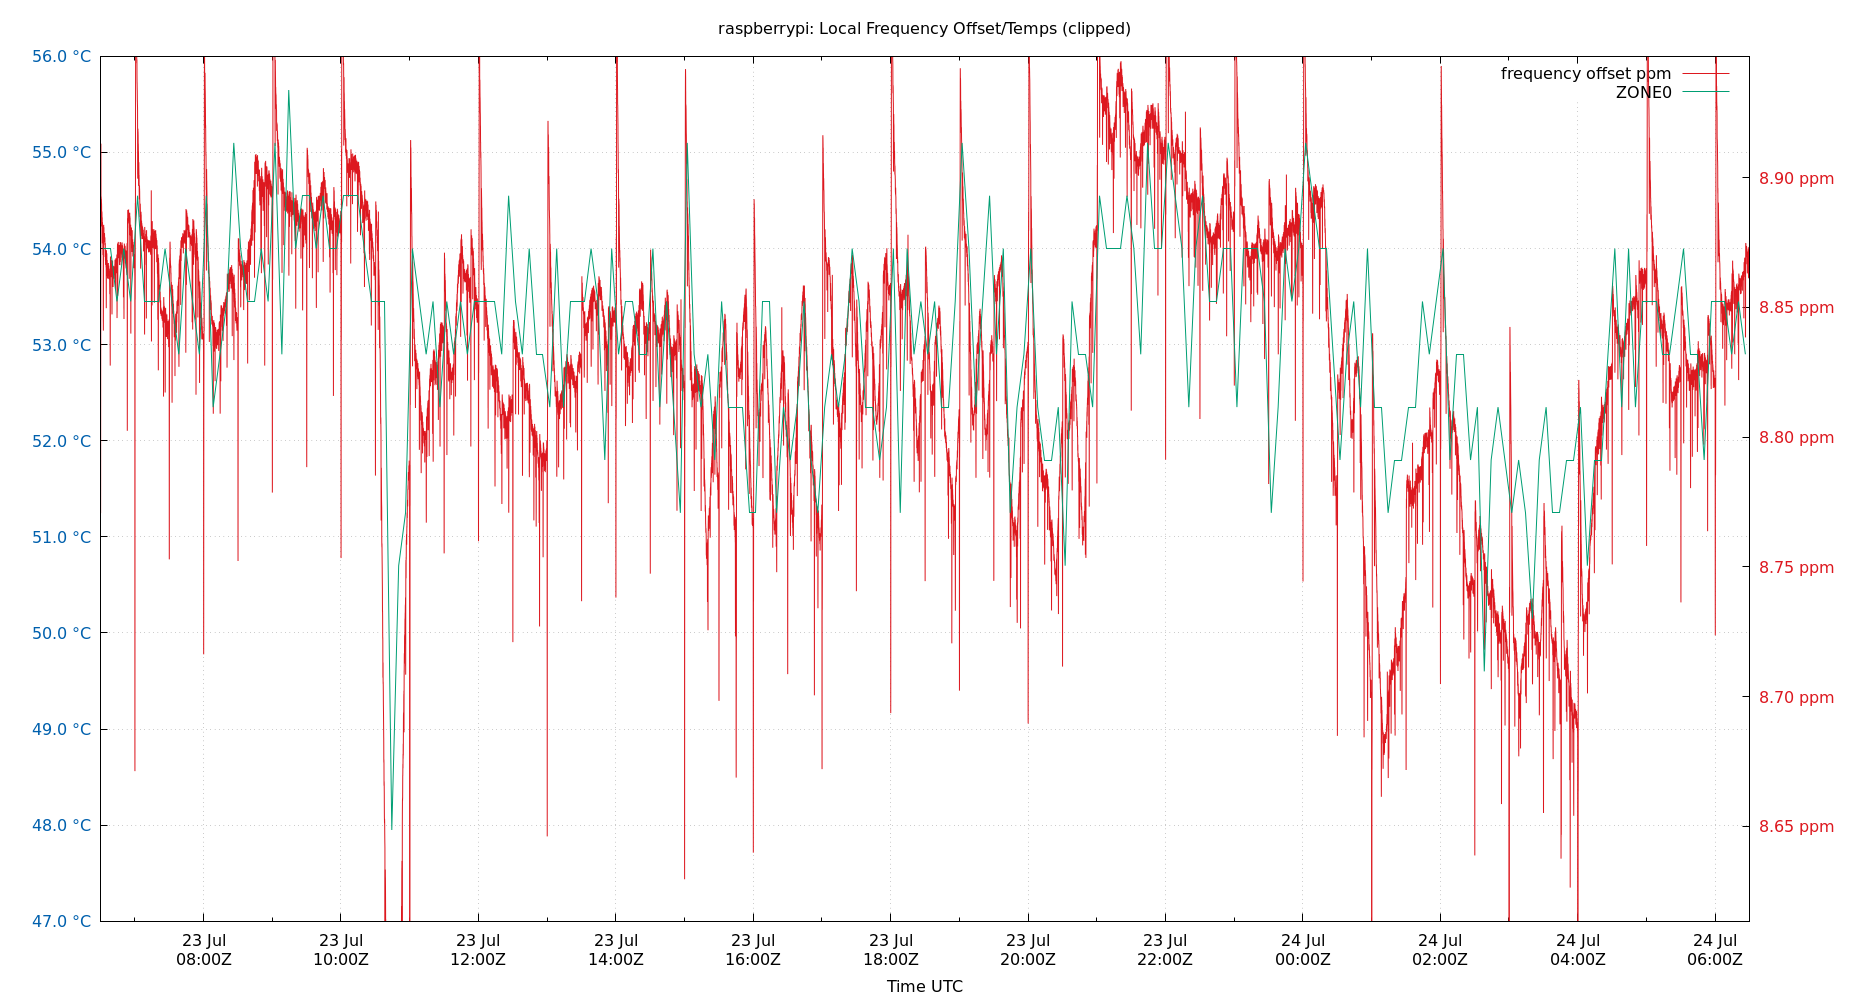 raspberrypi: Local Frequency Offset/Temps (clipped)
frequency offset ppm
ZONE0
56.0 °C
55.0 °C
54.0 °C
53.0 °C
52.0 °C
51.0 °C
50.0 °C
49.0 °C
48.0 °C
47.0 °C
8.90 ppm
8.85 ppm
8.80 ppm
8.75 ppm
8.70 ppm
8.65 ppm
23 Jul 23 Jul 23 Jul 23 Jul 23 Jul 23 Jul 23 Jul 23 Jul 24 Jul 24 Jul 24 Jul 24 Jul
08:00Z 10:00Z 12:00Z 14:00Z 16:00Z 18:00Z 20:00Z 22:00Z 00:00Z 02:00Z 04:00Z 06:00Z
Time UTC